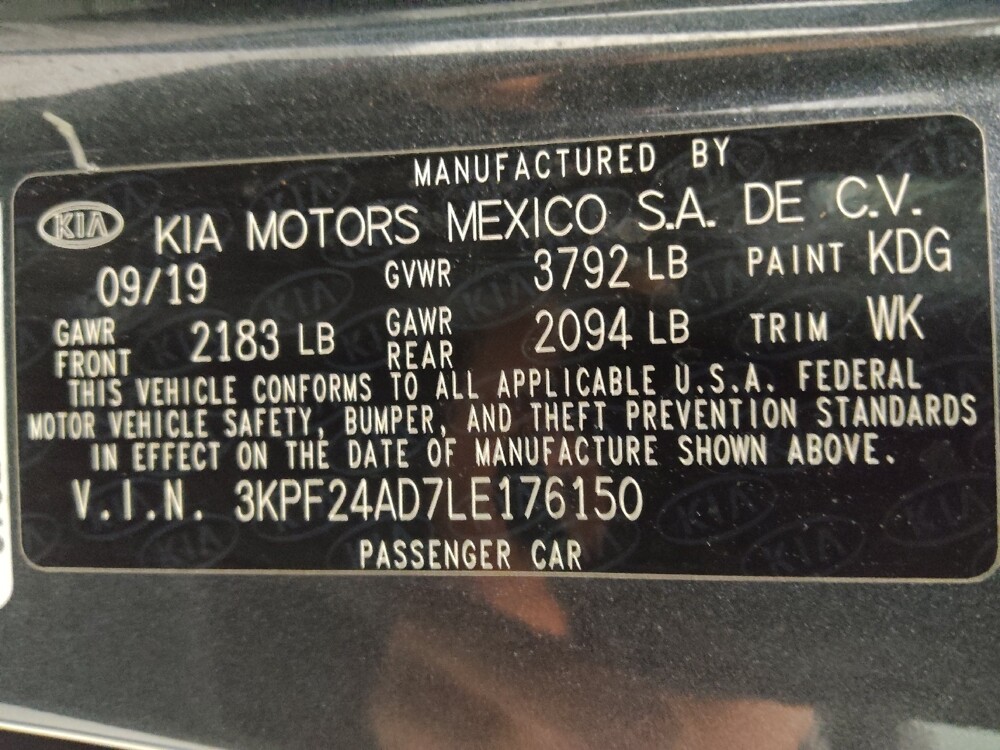 MANUFACTURED BY
KIA KIA MOTORS MEXICO S.A. DE C.V.
09/19 GVWR 3792 LB PAINT KDG
GAWR FRONT 2183 LB GAWR REAR 2094 LB TRIM WK
THIS VEHICLE CONFORMS TO ALL APPLICABLE U.S.A. FEDERAL
MOTOR VEHICLE SAFETY, BUMPER, AND THEFT PREVENTION STANDARDS
IN EFFECT ON THE DATE OF MANUFACTURE SHOWN ABOVE.
V.I.N. 3KPF24AD7LE176150
PASSENGER CAR